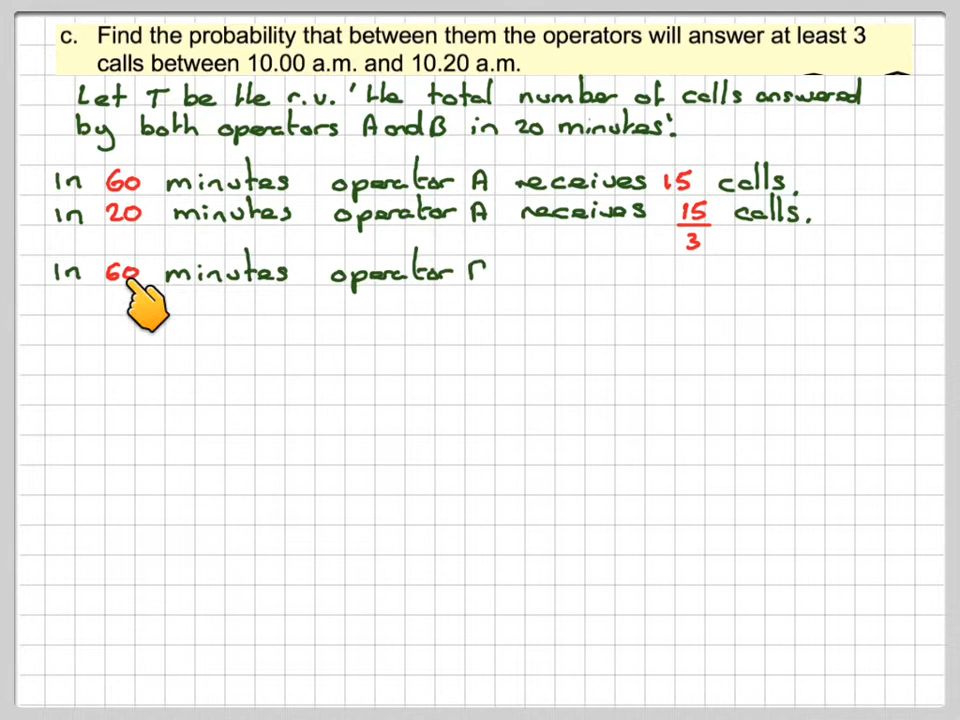 c. Find the probability that between them the operators will answer at least 3
calls between 10.00 a.m. and 10.20 a.m.
Let T be the r.v. 'the total number of calls answered
by both operators A and B in 20 minutes'.
In 60 minutes operator A receives 15 calls.
In 20 minutes operator A receives 15/3 calls.
In 60 minutes operator